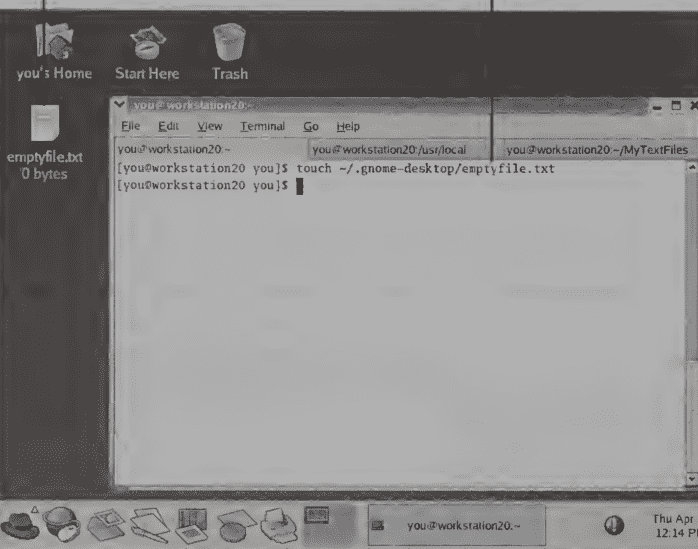 you's Home Start Here Trash
emptyfile.txt
0 bytes
you@workstation20:~
File Edit View Terminal Go Help
you@workstation20:~ you@workstation20:/usr/local you@workstation20:~/MyTextFiles
[you@workstation20 you]$ touch ~/.gnome-desktop/emptyfile.txt
[you@workstation20 you]$
you@workstation20:~
Thu Apr
12:14 P